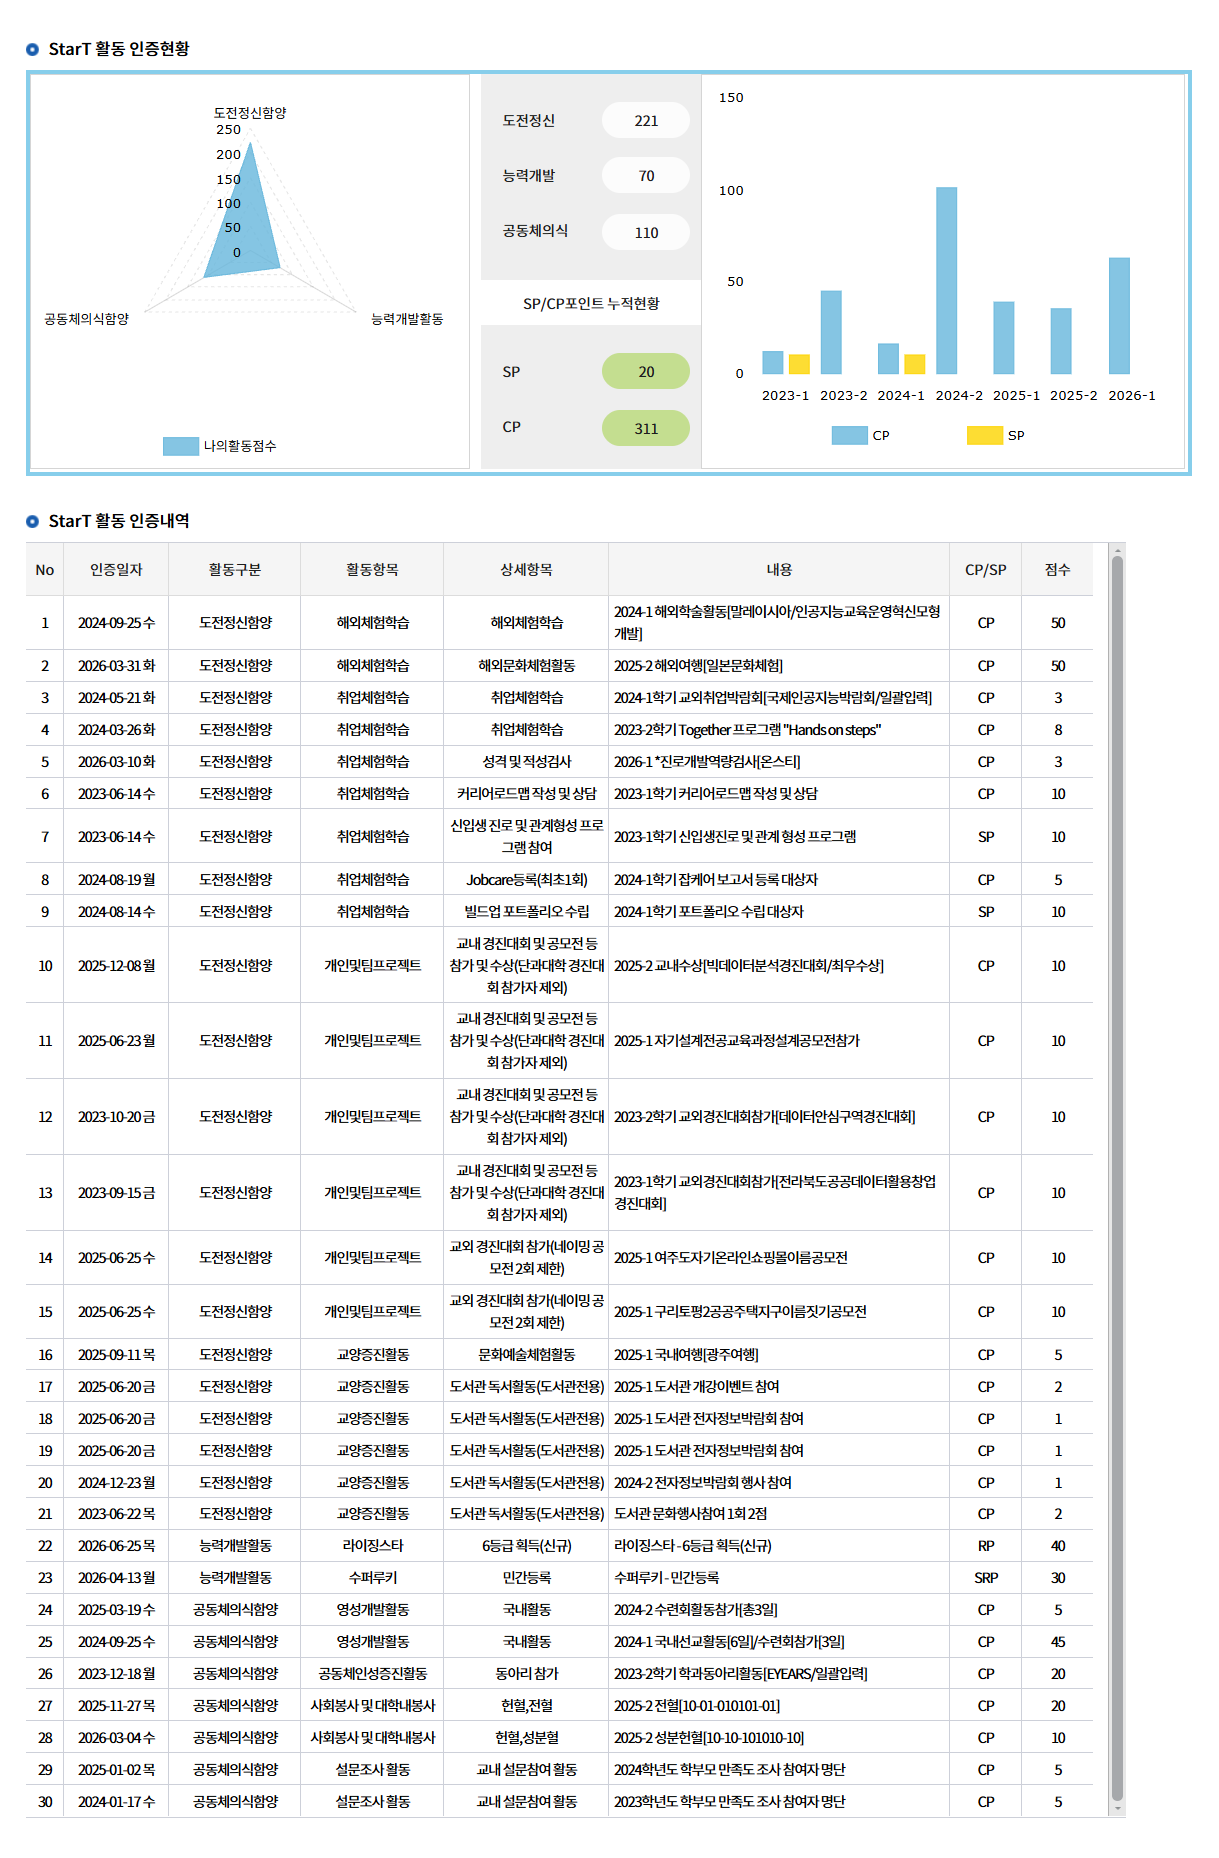 StarT 활동 인증현황
도전정신함양
250
200
150
100
50
0
공동체의식함양
능력개발활동
나의활동점수
도전정신 221
능력개발 70
공동체의식 110
SP/CP포인트 누적현황
SP 20
CP 311
150
100
50
0
2023-1 2023-2 2024-1 2024-2 2025-1 2025-2 2026-1
CP SP
StarT 활동 인증내역
No 인증일자 활동구분 활동항목 상세항목 내용 CP/SP 점수
1 2024-09-25 수 도전정신함양 해외체험학습 해외체험학습 2024-1 해외학술활동[말레이시아/인공지능교육운영혁신모형
개발] CP 50
2 2026-03-31 화 도전정신함양 해외체험학습 해외문화체험활동 2025-2 해외여행[일본문화체험] CP 50
3 2024-05-21 화 도전정신함양 취업체험학습 취업체험학습 2024-1학기 교외취업박람회[국제인공지능박람회/일괄입력] CP 3
4 2024-03-26 화 도전정신함양 취업체험학습 취업체험학습 2023-2학기 Together 프로그램 "Hands on steps" CP 8
5 2026-03-10 화 도전정신함양 취업체험학습 성격 및 적성검사 2026-1 *진로개발역량검사[온스티] CP 3
6 2023-06-14 수 도전정신함양 취업체험학습 커리어로드맵 작성 및 상담 2023-1학기 커리어로드맵 작성 및 상담 CP 10
7 2023-06-14 수 도전정신함양 취업체험학습 신입생 진로 및 관계형성 프로
그램 참여 2023-1학기 신입생진로 및 관계 형성 프로그램 SP 10
8 2024-08-19 월 도전정신함양 취업체험학습 Jobcare등록(최초1회) 2024-1학기 잡케어 보고서 등록 대상자 CP 5
9 2024-08-14 수 도전정신함양 취업체험학습 빌드업 포트폴리오 수립 2024-1학기 포트폴리오 수립 대상자 SP 10
10 2025-12-08 월 도전정신함양 개인및팀프로젝트 교내 경진대회 및 공모전 등
참가 및 수상(단과대학 경진대
회 참가자 제외) 2025-2 교내수상[빅데이터분석경진대회/최우수상] CP 10
11 2025-06-23 월 도전정신함양 개인및팀프로젝트 교내 경진대회 및 공모전 등
참가 및 수상(단과대학 경진대
회 참가자 제외) 2025-1 자기설계전공교육과정설계공모전참가 CP 10
12 2023-10-20 금 도전정신함양 개인및팀프로젝트 교내 경진대회 및 공모전 등
참가 및 수상(단과대학 경진대
회 참가자 제외) 2023-2학기 교외경진대회참가[데이터안심구역경진대회] CP 10
13 2023-09-15 금 도전정신함양 개인및팀프로젝트 교내 경진대회 및 공모전 등
참가 및 수상(단과대학 경진대
회 참가자 제외) 2023-1학기 교외경진대회참가[전라북도공공데이터활용창업
경진대회] CP 10
14 2025-06-25 수 도전정신함양 개인및팀프로젝트 교외 경진대회 참가(네이밍 공
모전 2회 제한) 2025-1 여주도자기온라인쇼핑몰이름공모전 CP 10
15 2025-06-25 수 도전정신함양 개인및팀프로젝트 교외 경진대회 참가(네이밍 공
모전 2회 제한) 2025-1 구리토평2공공주택지구이름짓기공모전 CP 10
16 2025-09-11 목 도전정신함양 교양증진활동 문화예술체험활동 2025-1 국내여행[광주여행] CP 5
17 2025-06-20 금 도전정신함양 교양증진활동 도서관 독서활동(도서관전용) 2025-1 도서관 개강이벤트 참여 CP 2
18 2025-06-20 금 도전정신함양 교양증진활동 도서관 독서활동(도서관전용) 2025-1 도서관 전자정보박람회 참여 CP 1
19 2025-06-20 금 도전정신함양 교양증진활동 도서관 독서활동(도서관전용) 2025-1 도서관 전자정보박람회 참여 CP 1
20 2024-12-23 월 도전정신함양 교양증진활동 도서관 독서활동(도서관전용) 2024-2 전자정보박람회 행사 참여 CP 1
21 2023-06-22 목 도전정신함양 교양증진활동 도서관 독서활동(도서관전용) 도서관 문화행사참여 1회 2점 CP 2
22 2026-06-25 목 능력개발활동 라이징스타 6등급 획득(신규) 라이징스타 - 6등급 획득(신규) RP 40
23 2026-04-13 월 능력개발활동 수퍼루키 민간등록 수퍼루키 - 민간등록 SRP 30
24 2025-03-19 수 공동체의식함양 영성개발활동 국내활동 2024-2 수련회활동참가[총3일] CP 5
25 2024-09-25 수 공동체의식함양 영성개발활동 국내활동 2024-1 국내선교활동[6일]/수련회참가[3일] CP 45
26 2023-12-18 월 공동체의식함양 공동체인성증진활동 동아리 참가 2023-2학기 학과동아리활동[EYEARS/일괄입력] CP 20
27 2025-11-27 목 공동체의식함양 사회봉사 및 대학내봉사 헌혈,전혈 2025-2 전혈[10-01-010101-01] CP 20
28 2026-03-04 수 공동체의식함양 사회봉사 및 대학내봉사 헌혈,성분혈 2025-2 성분헌혈[10-10-101010-10] CP 10
29 2025-01-02 목 공동체의식함양 설문조사 활동 교내 설문참여 활동 2024학년도 학부모 만족도 조사 참여자 명단 CP 5
30 2024-01-17 수 공동체의식함양 설문조사 활동 교내 설문참여 활동 2023학년도 학부모 만족도 조사 참여자 명단 CP 5